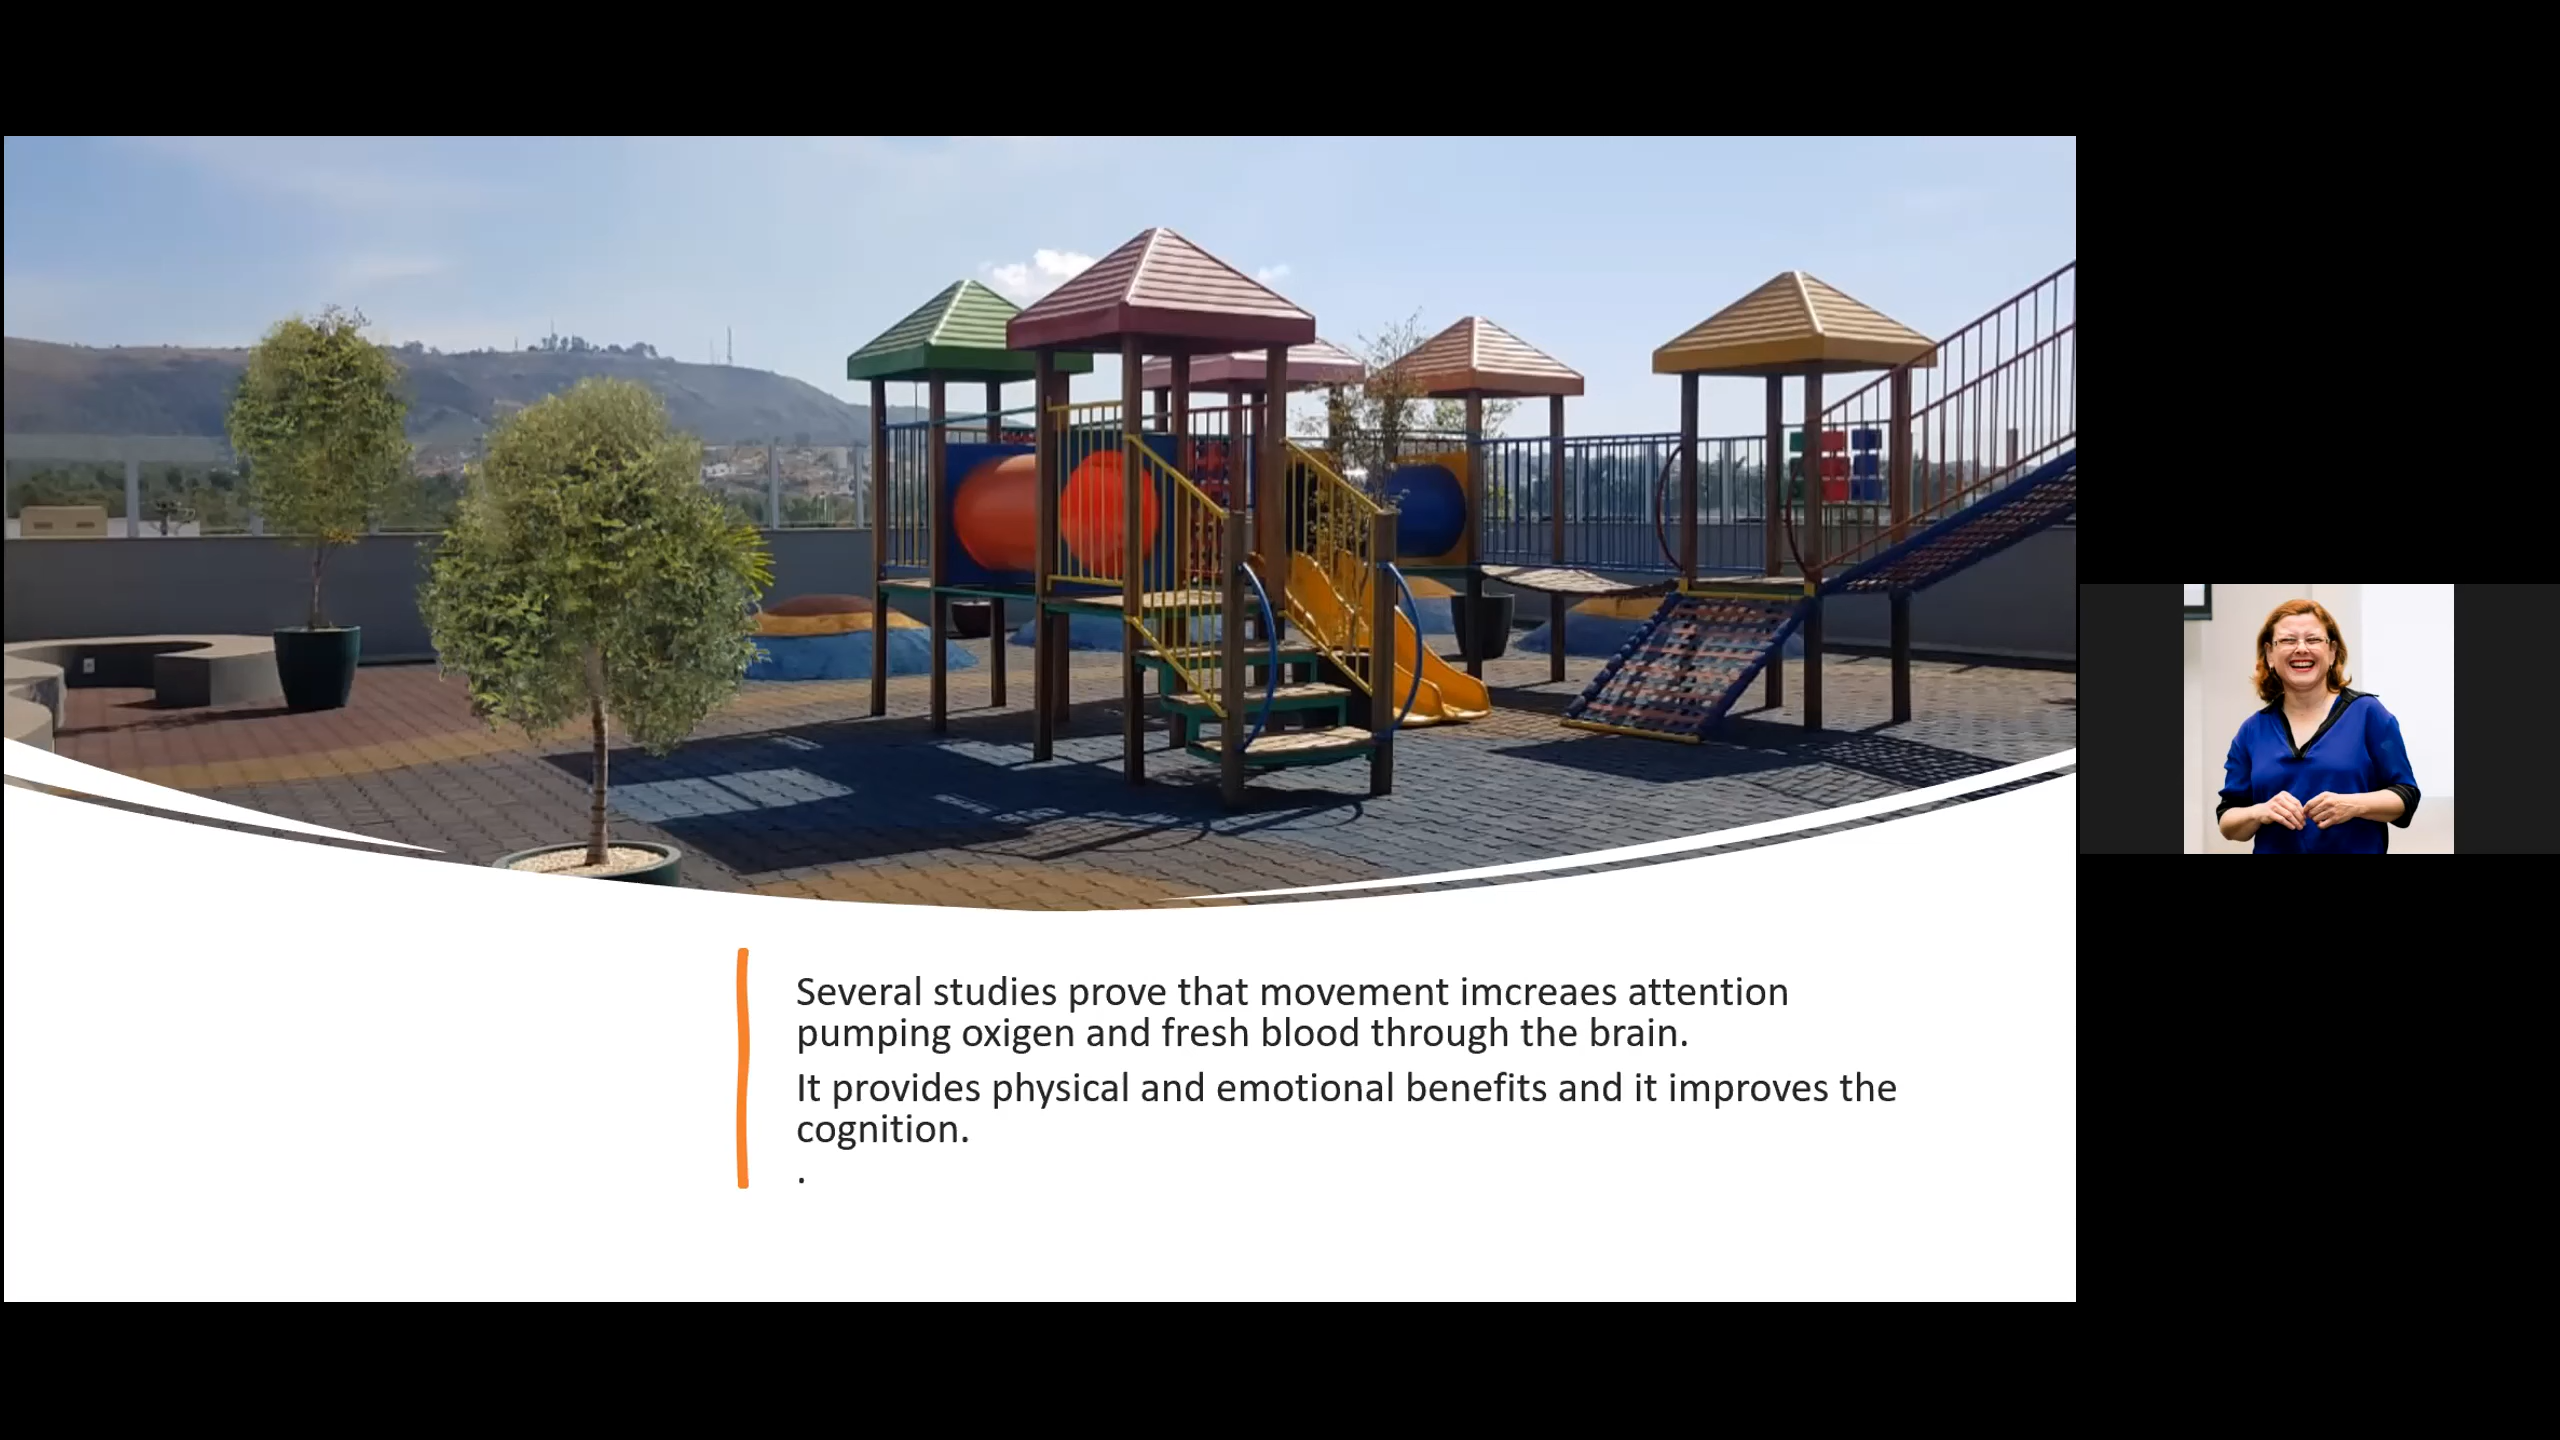 Several studies prove that movement imcreaes attention
pumping oxigen and fresh blood through the brain.
It provides physical and emotional benefits and it improves the
cognition.
.